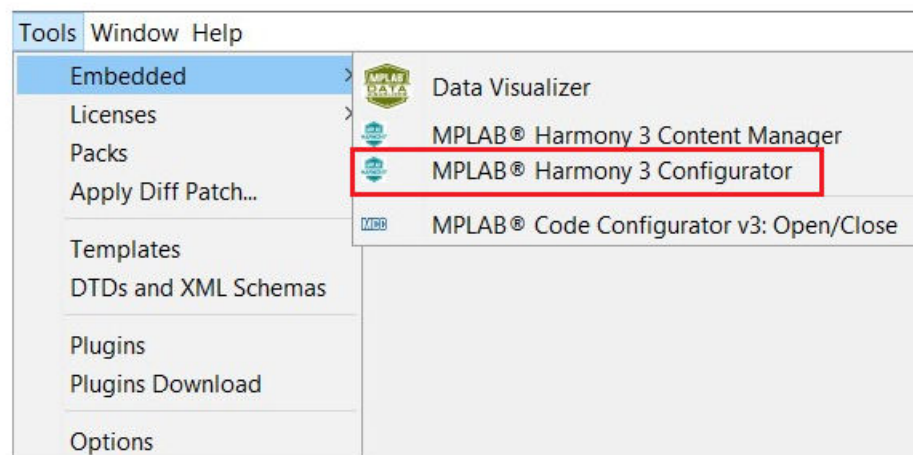 Tools Window Help
Embedded
Licenses
Packs
Apply Diff Patch...
Templates
DTDs and XML Schemas
Plugins
Plugins Download
Options
Data Visualizer
MPLAB® Harmony 3 Content Manager
MPLAB® Harmony 3 Configurator
MPLAB® Code Configurator v3: Open/Close